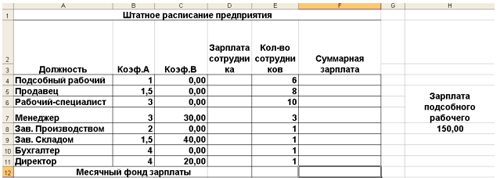 A B C D E F G H
1 Штатное расписание предприятия
2 Зарплата Кол-во
сотрудни сотрудни Суммарная
3 Должность Коэф.А Коэф.В ка ков зарплата
4 Подсобный рабочий 1 0,00 6
5 Продавец 1,5 0,00 8
6 Рабочий-специалист 3 0,00 10 Зарплата
подсобного
7 Менеджер 3 30,00 3 рабочего
8 Зав. Производством 2 0,00 1 150,00
9 Зав. Складом 1,5 40,00 1
10 Бухгалтер 4 0,00 1
11 Директор 4 20,00 1
12 Месячный фонд зарплаты